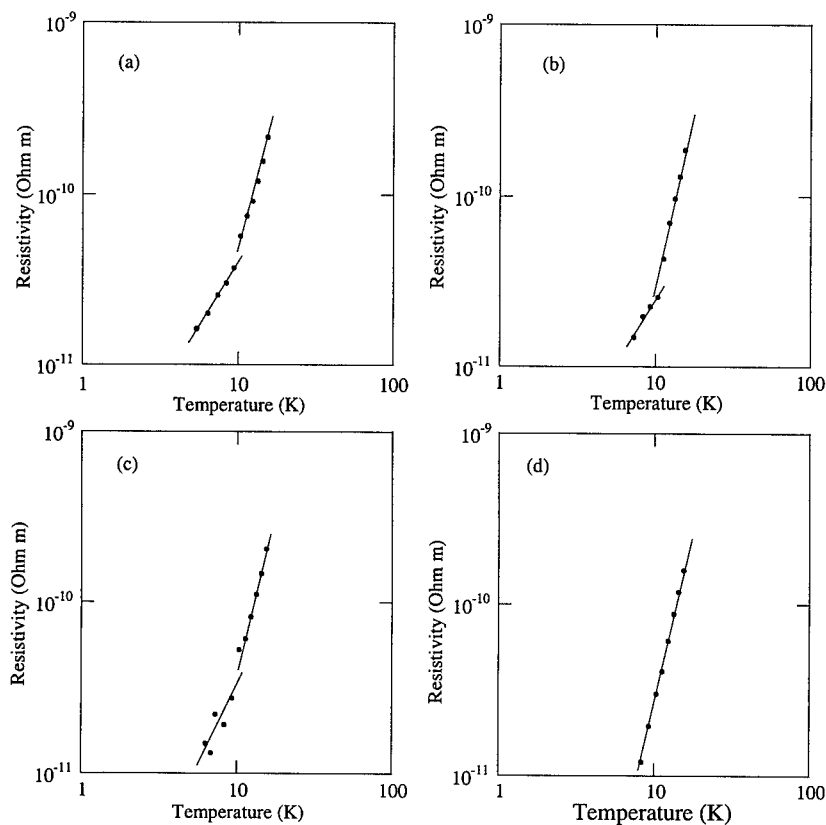 10-9
(a)
Resistivity (Ohm m)
10-10
10-11
1
10
100
Temperature (K)
10-9
(b)
Resistivity (Ohm m)
10-10
10-11
1
10
100
Temperature (K)
10-9
(c)
Resistivity (Ohm m)
10-10
10-11
1
10
100
Temperature (K)
10-9
(d)
Resistivity (Ohm m)
10-10
10-11
1
10
100
Temperature (K)